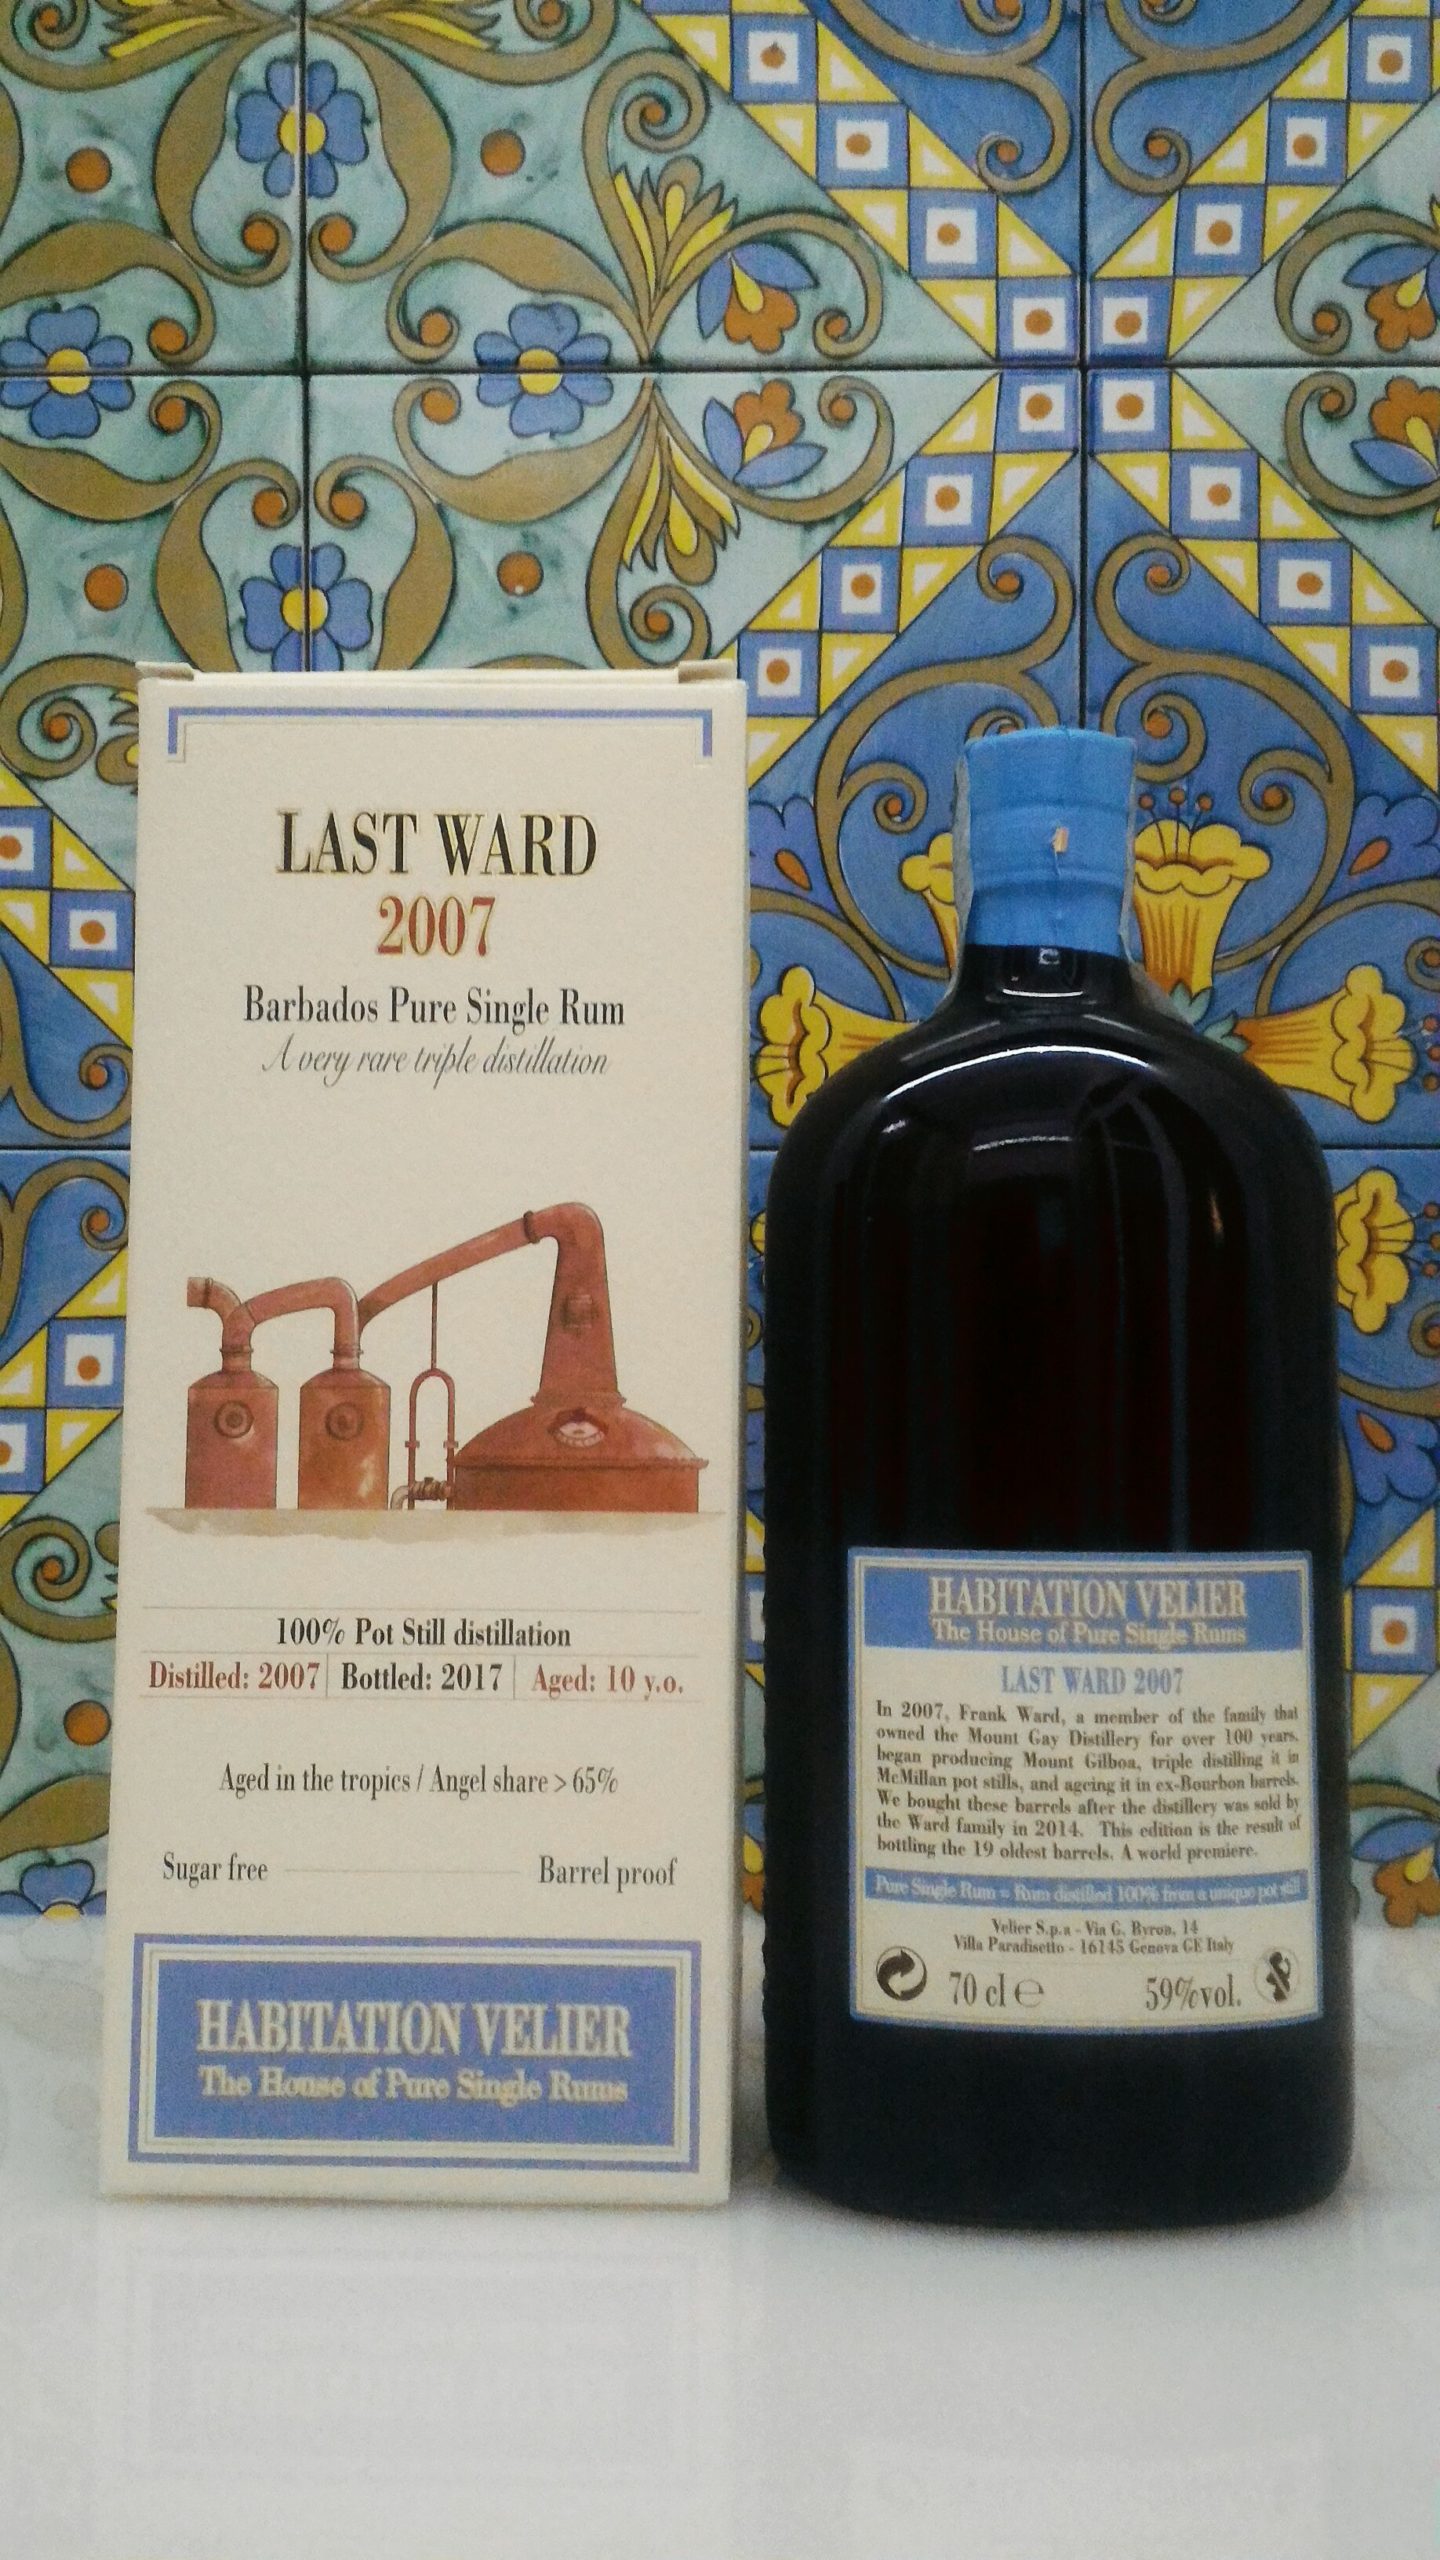 LAST WARD
2007
Barbados Pure Single Rum
A very rare triple distillation
100% Pot Still distillation
Distilled: 2007 Bottled: 2017 Aged: 10 y.o.
Aged in the tropics / Angel share > 65%
Sugar free Barrel proof
HABITATION VELIER
The House of Pure Single Rums
HABITATION VELIER
The House of Pure Single Rums
LAST WARD 2007
In 2007, Frank Ward, a member of the family that
owned the Mount Gay Distillery for over 100 years,
began producing Mount Gilboa, triple distilling it in
McMillan pot stills, and ageing it in ex-Bourbon barrels.
We bought these barrels after the distillery was sold by
the Ward family in 2014. This edition is the result of
bottling the 19 oldest barrels. A world premiere.
Pure Single Rum = Rum distilled 100% from a unique pot still
Velier S.p.a - Via G. Byron, 14
Villa Paradisetto - 16145 Genova GE Italy
70 cl ℮ 59%vol.